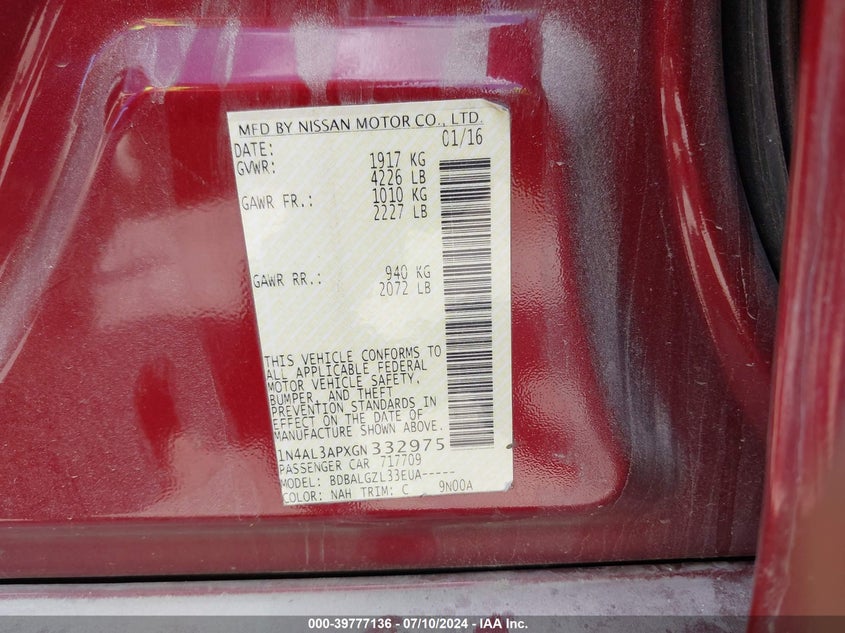 MFD BY NISSAN MOTOR CO., LTD.
DATE: 01/16
GVWR: 1917 KG
4226 LB
GAWR FR.: 1010 KG
2227 LB
GAWR RR.: 940 KG
2072 LB
THIS VEHICLE CONFORMS TO
ALL APPLICABLE FEDERAL
MOTOR VEHICLE SAFETY,
BUMPER, AND THEFT
PREVENTION STANDARDS IN
EFFECT ON THE DATE OF
MANUFACTURE SHOWN ABOVE.
1N4AL3APXGN332975
PASSENGER CAR 717709
MODEL: BDBALGZL33EUA-----
COLOR: NAH TRIM: C 9N00A
000-39777136 - 07/10/2024 - IAA Inc.